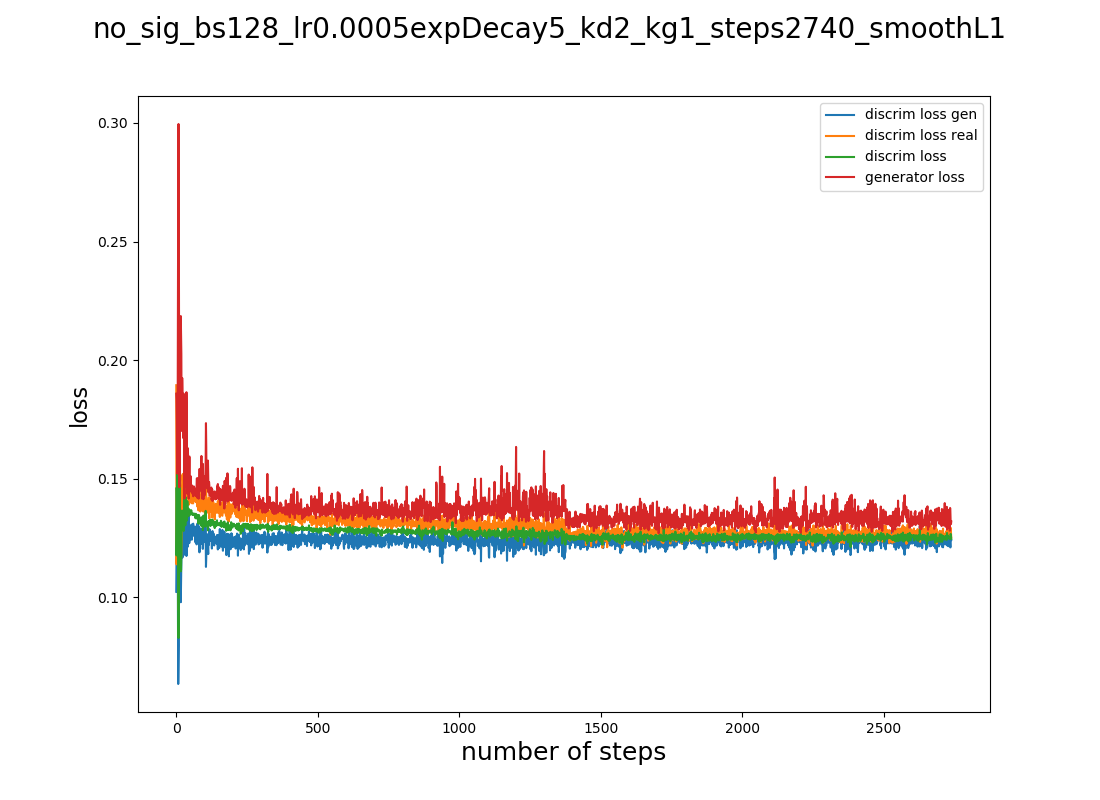 no_sig_bs128_lr0.0005expDecay5_kd2_kg1_steps2740_smoothL1
discrim loss gen
discrim loss real
discrim loss
generator loss
0.30
0.25
0.20
0.15
0.10
loss
0 500 1000 1500 2000 2500
number of steps